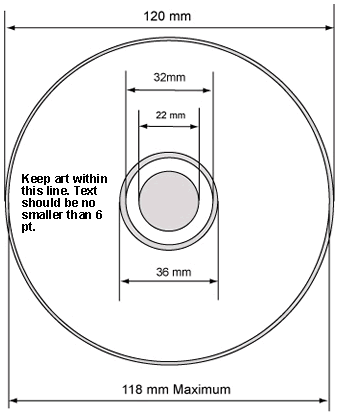 120 mm
32mm
22 mm
Keep art within
this line. Text
should be no
smaller than 6
pt.
36 mm
118 mm Maximum